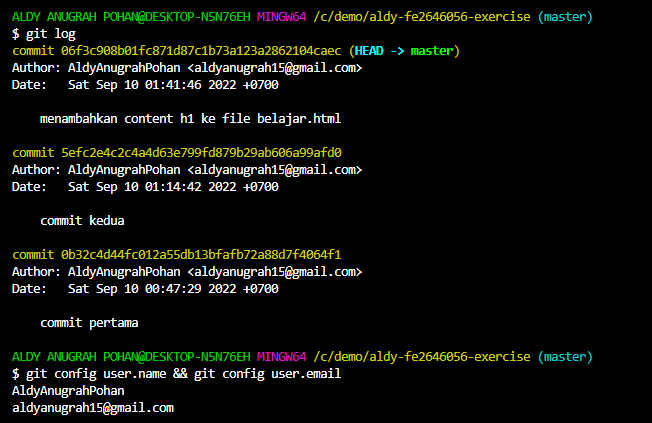 ALDY ANUGRAH POHAN@DESKTOP-N5N76EH MINGW64 /c/demo/aldy-fe2646056-exercise (master)
$ git log
commit 06f3c908b01fc871d87c1b73a123a2862104caec (HEAD -> master)
Author: AldyAnugrahPohan <aldyanugrah15@gmail.com>
Date:   Sat Sep 10 01:41:46 2022 +0700
    menambahkan content h1 ke file belajar.html
commit 5efc2e4c2c4a4d63e799fd879b29ab606a99afd0
Author: AldyAnugrahPohan <aldyanugrah15@gmail.com>
Date:   Sat Sep 10 01:14:42 2022 +0700
    commit kedua
commit 0b32c4d44fc012a55db13bfafb72a88d7f4064f1
Author: AldyAnugrahPohan <aldyanugrah15@gmail.com>
Date:   Sat Sep 10 00:47:29 2022 +0700
    commit pertama
ALDY ANUGRAH POHAN@DESKTOP-N5N76EH MINGW64 /c/demo/aldy-fe2646056-exercise (master)
$ git config user.name && git config user.email
AldyAnugrahPohan
aldyanugrah15@gmail.com